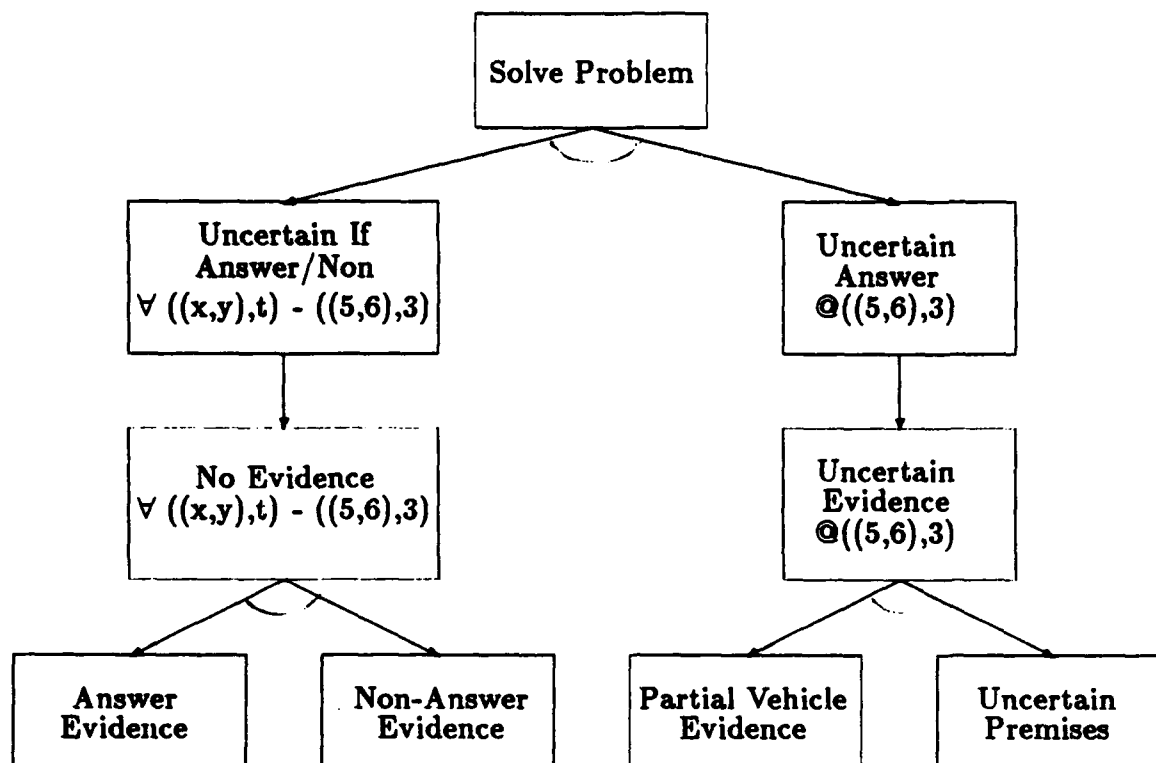 Solve Problem
Uncertain If
Answer/Non
∀ ((x,y),t) - ((5,6),3)
Uncertain
Answer
@((5,6),3)
No Evidence
∀ ((x,y),t) - ((5,6),3)
Uncertain
Evidence
@((5,6),3)
Answer
Evidence
Non-Answer
Evidence
Partial Vehicle
Evidence
Uncertain
Premises